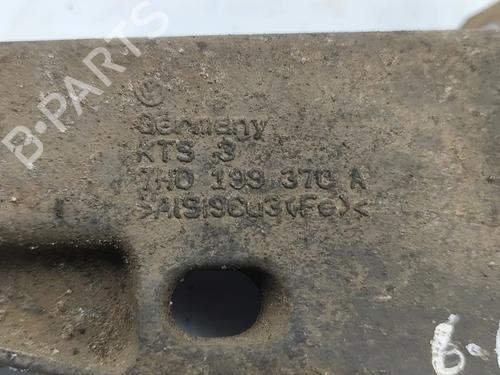 B-PARTS
Germany
KTS 3
7H0 199 370 A
>AlSi9Cu3(Fe)<